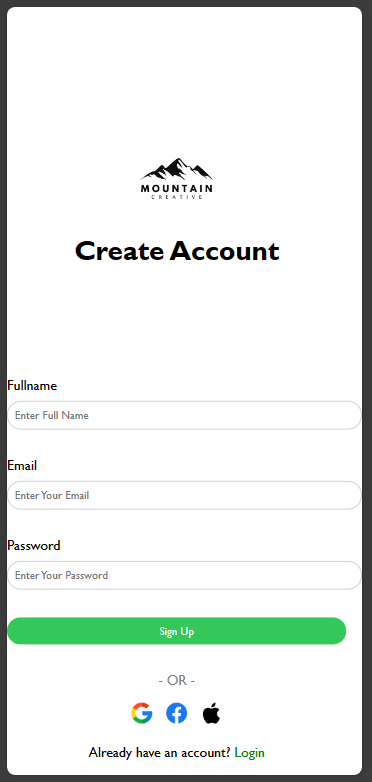 MOUNTAIN
CREATIVE
Create Account
Fullname
Enter Full Name
Email
Enter Your Email
Password
Enter Your Password
Sign Up
- OR -
Already have an account? Login